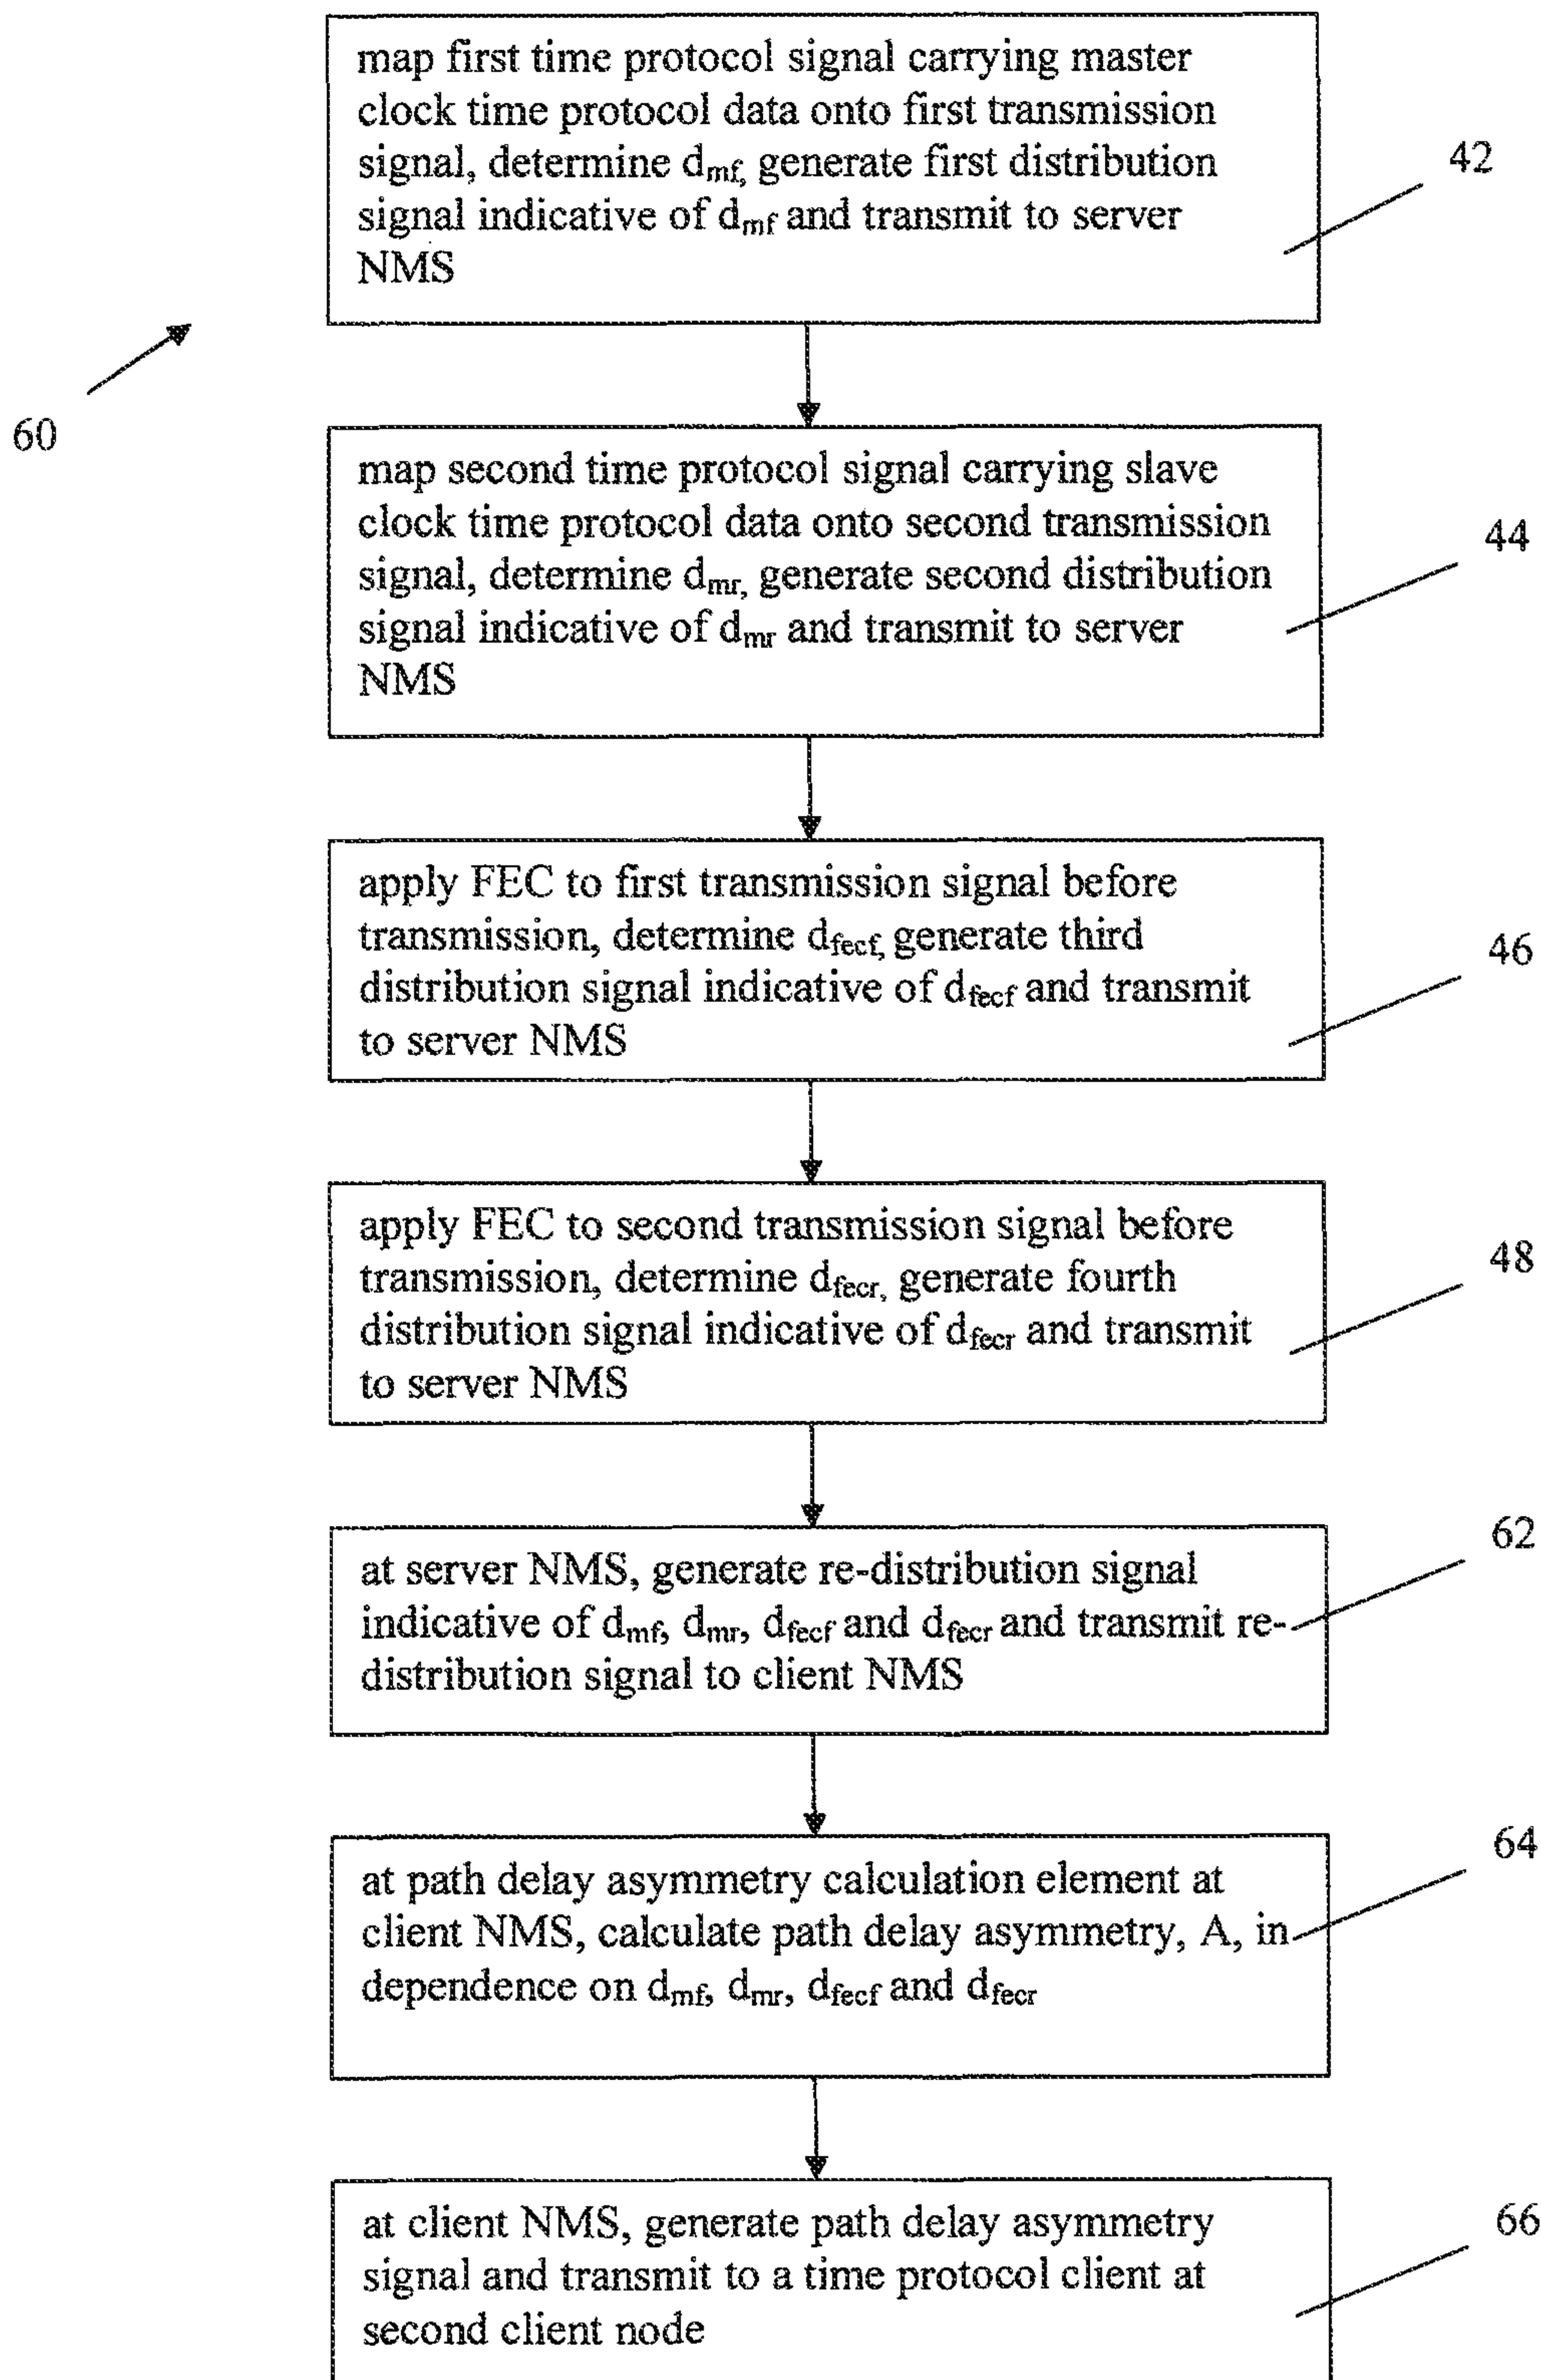 map first time protocol signal carrying master
clock time protocol data onto first transmission
signal, determine dmf, generate first distribution
signal indicative of dmf and transmit to server
NMS
42
60
map second time protocol signal carrying slave
clock time protocol data onto second transmission
signal, determine dmr, generate second distribution
signal indicative of dmr and transmit to server
NMS
44
apply FEC to first transmission signal before
transmission, determine dfecf, generate third
distribution signal indicative of dfecf and transmit
to server NMS
46
apply FEC to second transmission signal before
transmission, determine dfecr, generate fourth
distribution signal indicative of dfecr and transmit
to server NMS
48
at server NMS, generate re-distribution signal
indicative of dmf, dmr, dfecf and dfecr and transmit re-
distribution signal to client NMS
62
at path delay asymmetry calculation element at
client NMS, calculate path delay asymmetry, A, in
dependence on dmf, dmr, dfecf and dfecr
64
at client NMS, generate path delay asymmetry
signal and transmit to a time protocol client at
second client node
66